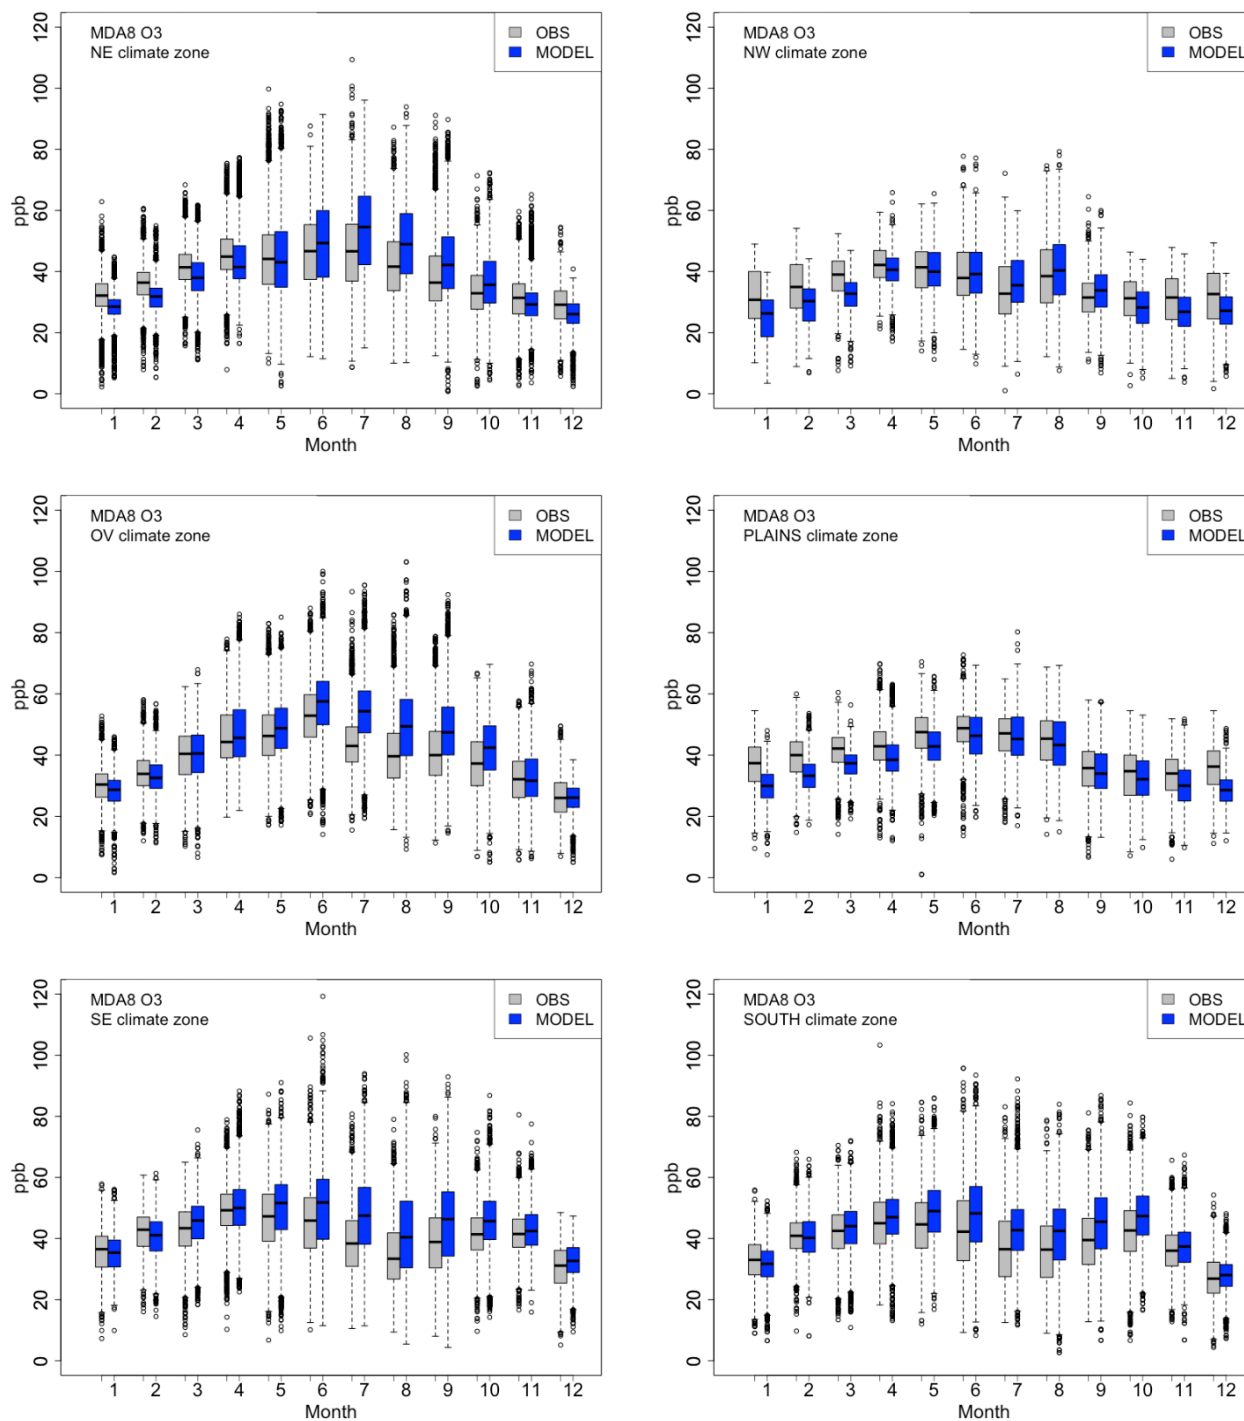 MDA8 O3
NE climate zone
OBS
MODEL
ppb
0 20 40 60 80 100 120
1 2 3 4 5 6 7 8 9 10 11 12
Month
MDA8 O3
NW climate zone
OBS
MODEL
ppb
0 20 40 60 80 100 120
1 2 3 4 5 6 7 8 9 10 11 12
Month
MDA8 O3
OV climate zone
OBS
MODEL
ppb
0 20 40 60 80 100 120
1 2 3 4 5 6 7 8 9 10 11 12
Month
MDA8 O3
PLAINS climate zone
OBS
MODEL
ppb
0 20 40 60 80 100 120
1 2 3 4 5 6 7 8 9 10 11 12
Month
MDA8 O3
SE climate zone
OBS
MODEL
ppb
0 20 40 60 80 100 120
1 2 3 4 5 6 7 8 9 10 11 12
Month
MDA8 O3
SOUTH climate zone
OBS
MODEL
ppb
0 20 40 60 80 100 120
1 2 3 4 5 6 7 8 9 10 11 12
Month